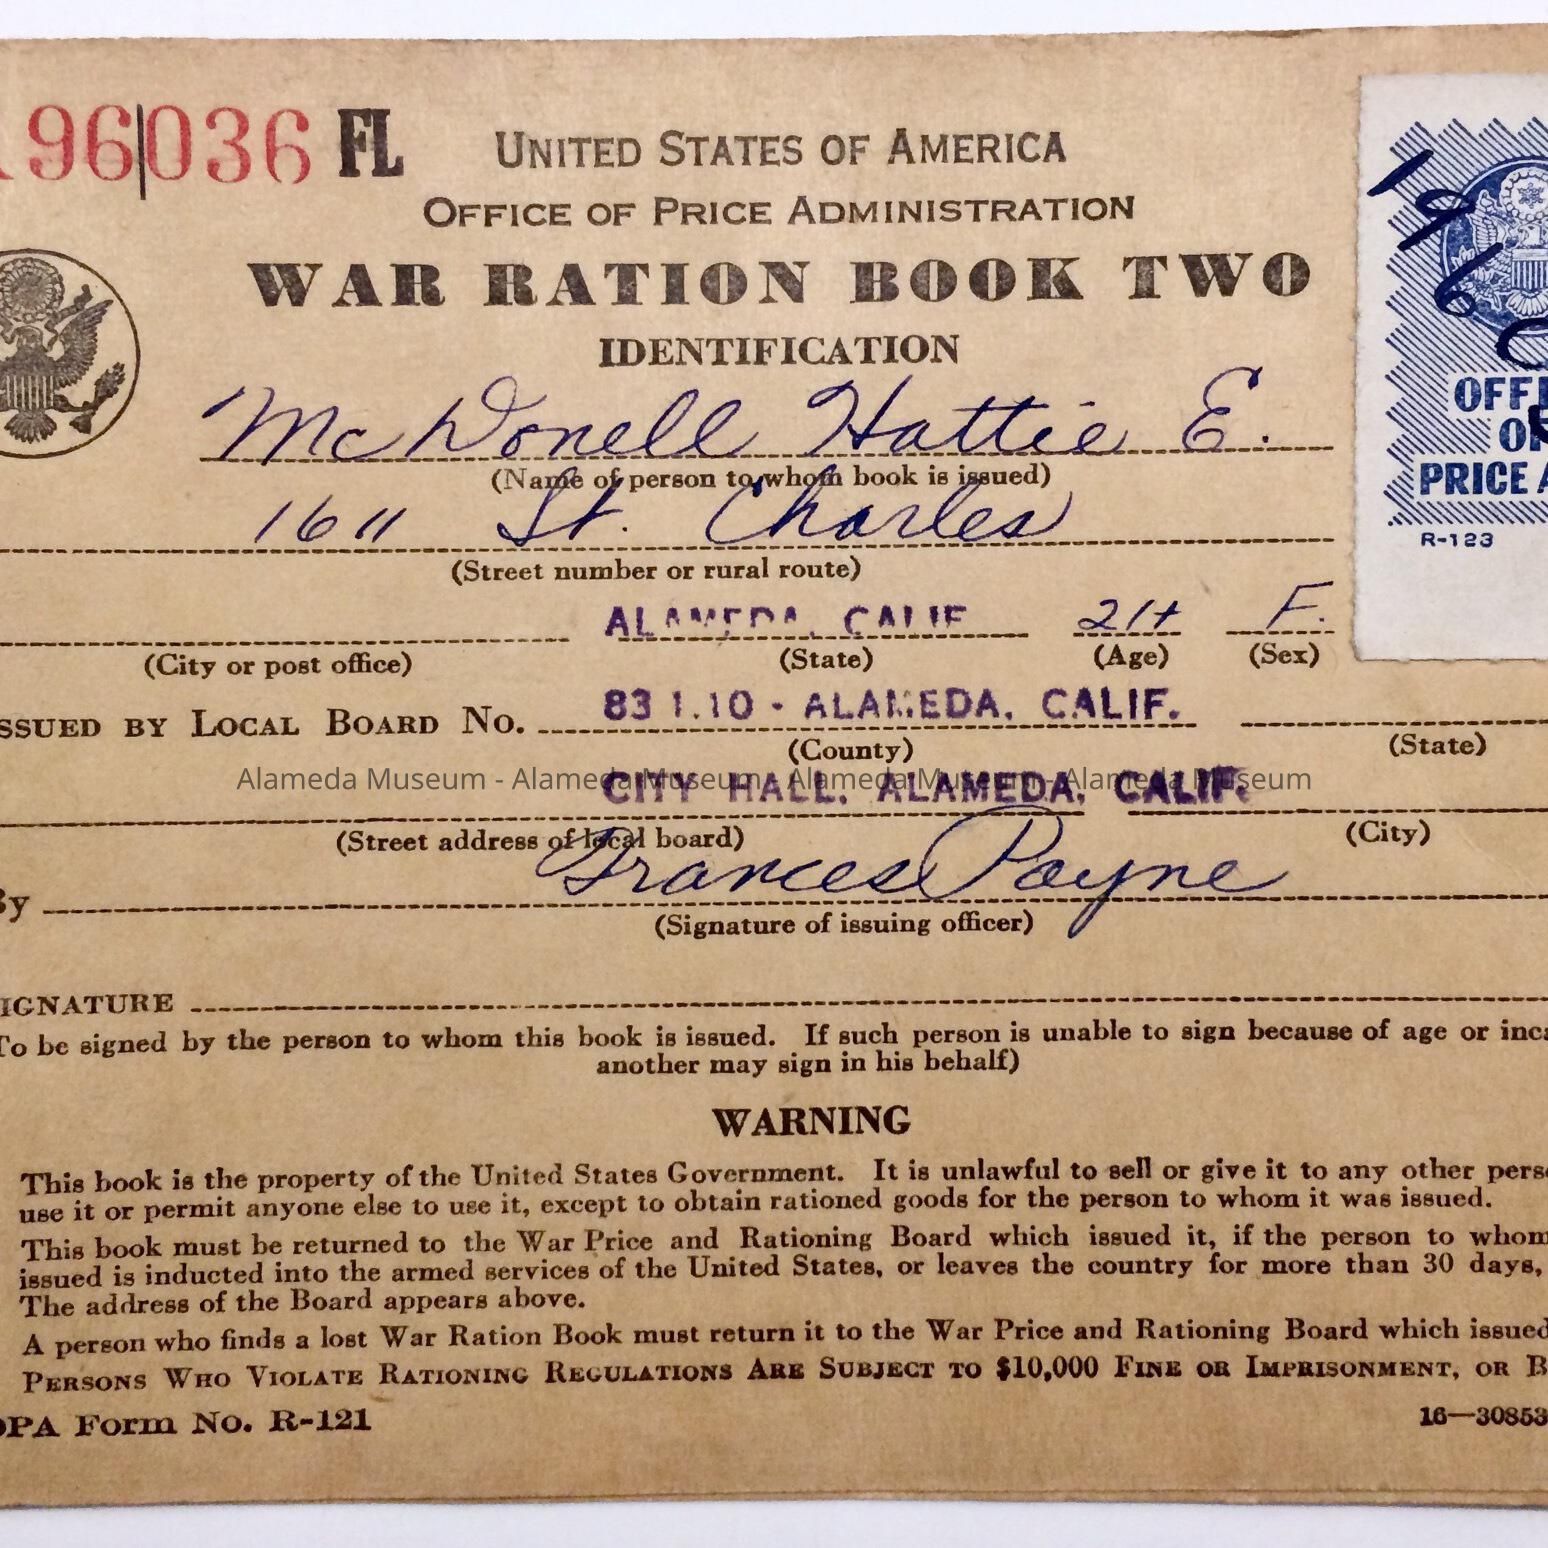 196036 FL
UNITED STATES OF AMERICA
OFFICE OF PRICE ADMINISTRATION
WAR RATION BOOK TWO
IDENTIFICATION
McDonell Hattie E.
(Name of person to whom book is issued)
1611 St. Charles
(Street number or rural route)
ALAMEDA, CALIF 21+ F.
(City or post office) (State) (Age) (Sex)
ISSUED BY LOCAL BOARD No. 83 1.10 - ALAMEDA, CALIF.
(County) (State)
Alameda Museum - Alameda Museum - Alameda Museum - Alameda Museum
CITY HALL, ALAMEDA, CALIF.
(Street address of local board) (City)
By Frances Payne
(Signature of issuing officer)
SIGNATURE
To be signed by the person to whom this book is issued. If such person is unable to sign because of age or inca
another may sign in his behalf)
WARNING
This book is the property of the United States Government. It is unlawful to sell or give it to any other perso
use it or permit anyone else to use it, except to obtain rationed goods for the person to whom it was issued.
This book must be returned to the War Price and Rationing Board which issued it, if the person to whom
issued is inducted into the armed services of the United States, or leaves the country for more than 30 days,
The address of the Board appears above.
A person who finds a lost War Ration Book must return it to the War Price and Rationing Board which issued
PERSONS WHO VIOLATE RATIONING REGULATIONS ARE SUBJECT TO $10,000 FINE OR IMPRISONMENT, OR B
OPA Form No. R-121
16—30853
1960
OFFI
OF
PRICE A
R-123